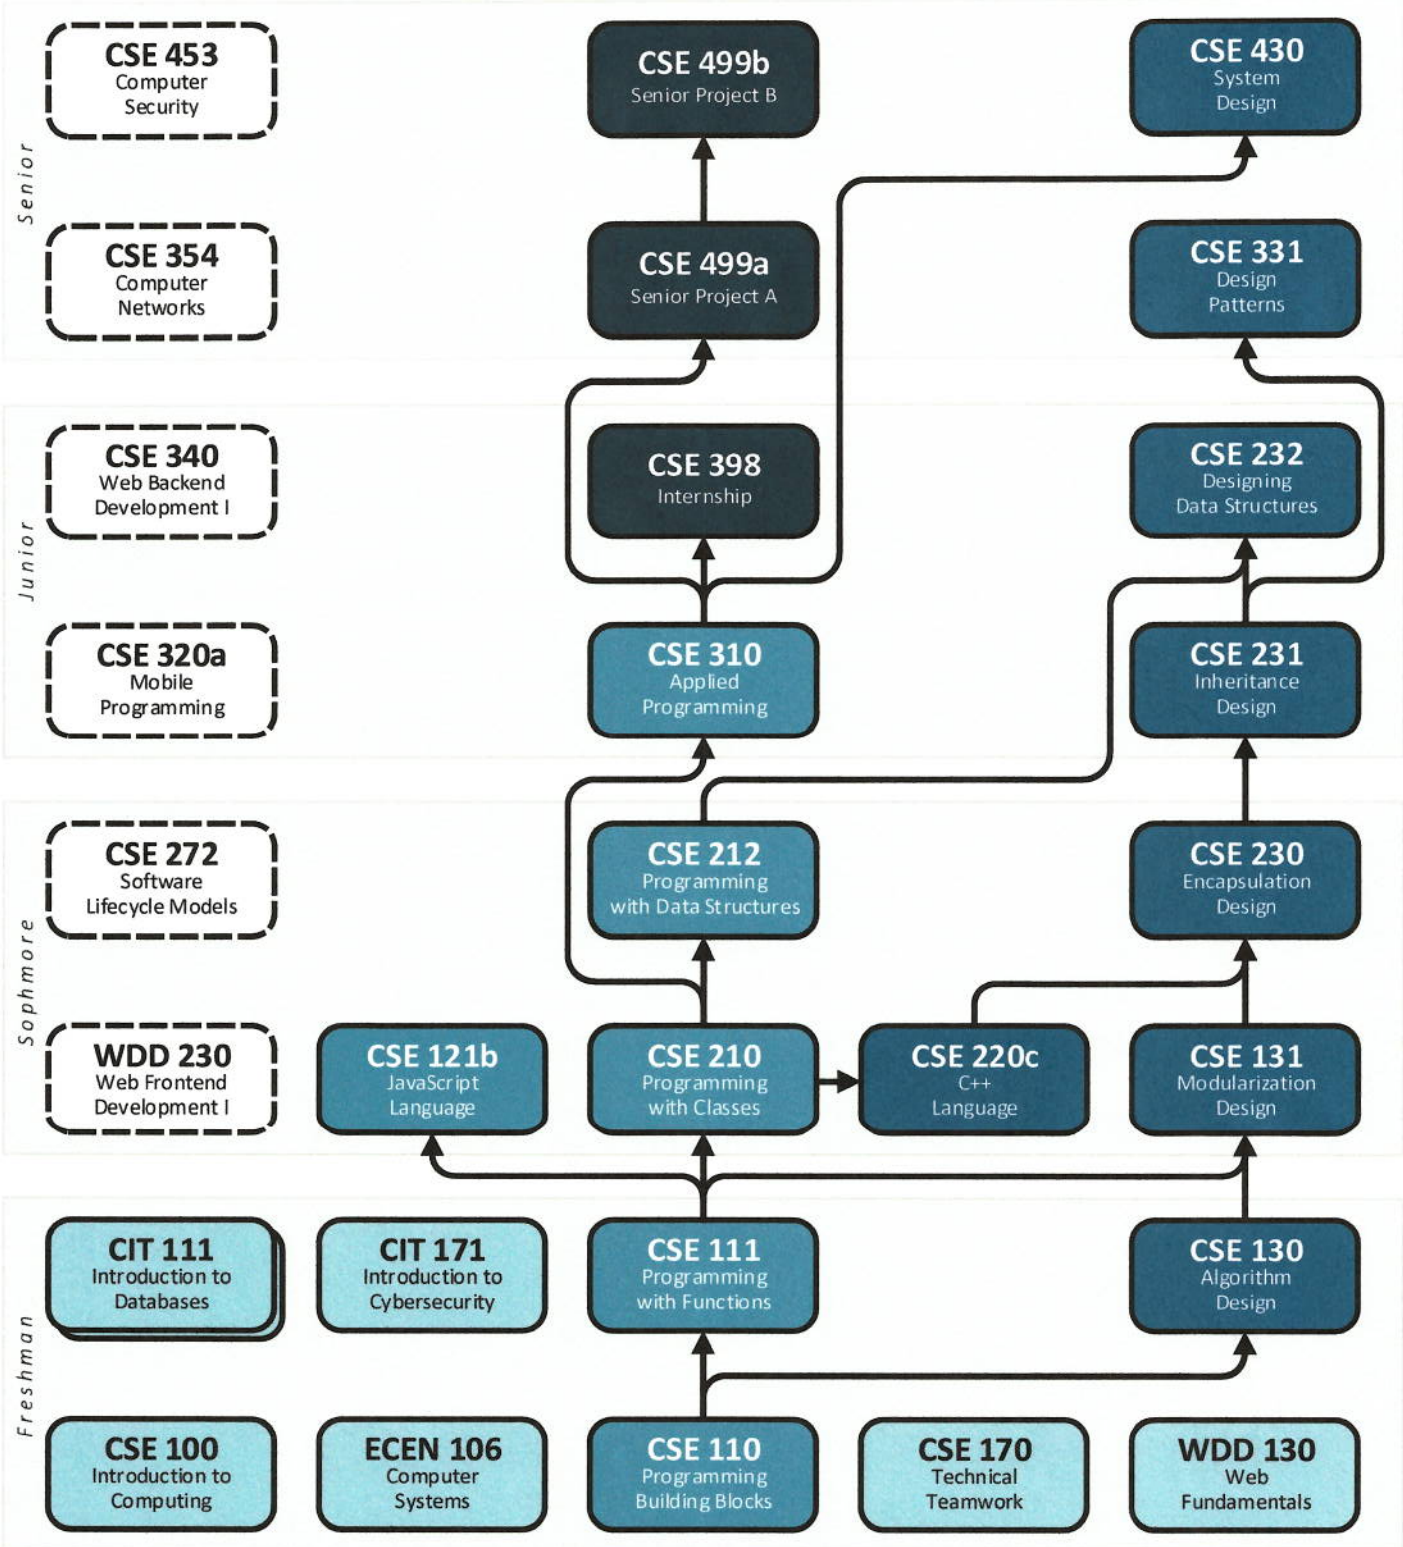 Senior
CSE 453
Computer
Security
CSE 499b
Senior Project B
CSE 430
System
Design
CSE 354
Computer
Networks
CSE 499a
Senior Project A
CSE 331
Design
Patterns
Junior
CSE 340
Web Backend
Development I
CSE 398
Internship
CSE 232
Designing
Data Structures
CSE 320a
Mobile
Programming
CSE 310
Applied
Programming
CSE 231
Inheritance
Design
Sophmore
CSE 272
Software
Lifecycle Models
CSE 212
Programming
with Data Structures
CSE 230
Encapsulation
Design
WDD 230
Web Frontend
Development I
CSE 121b
JavaScript
Language
CSE 210
Programming
with Classes
CSE 220c
C++
Language
CSE 131
Modularization
Design
Freshman
CIT 111
Introduction to
Databases
CIT 171
Introduction to
Cybersecurity
CSE 111
Programming
with Functions
CSE 130
Algorithm
Design
CSE 100
Introduction to
Computing
ECEN 106
Computer
Systems
CSE 110
Programming
Building Blocks
CSE 170
Technical
Teamwork
WDD 130
Web
Fundamentals